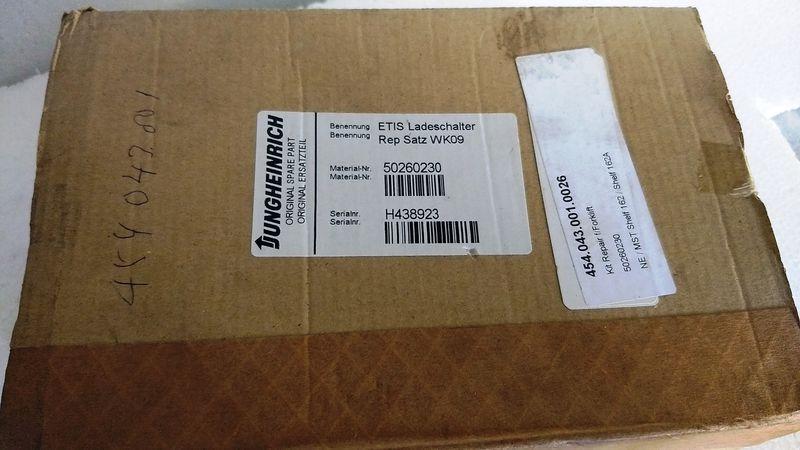 454.043.001
JUNGHEINRICH
ORIGINAL SPARE PART
ORIGINAL ERSATZTEIL
Benennung ETIS Ladeschalter
Benennung Rep Satz WK09
Material-Nr. 50260230
Material-Nr.
Serialnr. H438923
Serialnr.
454.043.001.0026
Kit Repair f/Forklift
50260230
NE / MST Shelf 162 / Shelf 162A